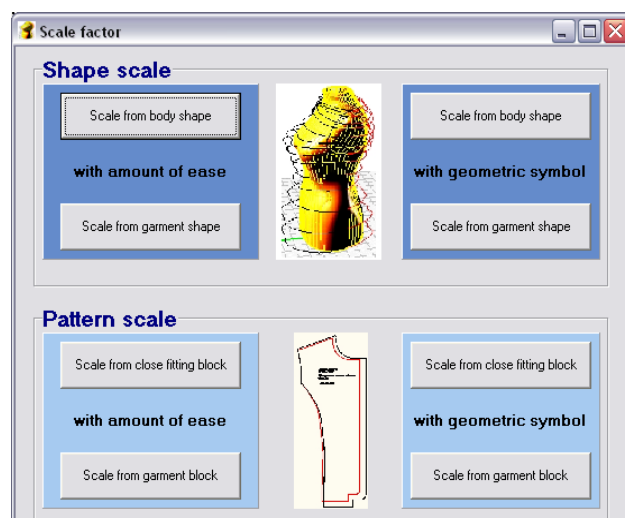 Scale factor
Shape scale
Scale from body shape
with amount of ease
Scale from garment shape
Scale from body shape
with geometric symbol
Scale from garment shape
Pattern scale
Scale from close fitting block
with amount of ease
Scale from garment block
Scale from close fitting block
with geometric symbol
Scale from garment block